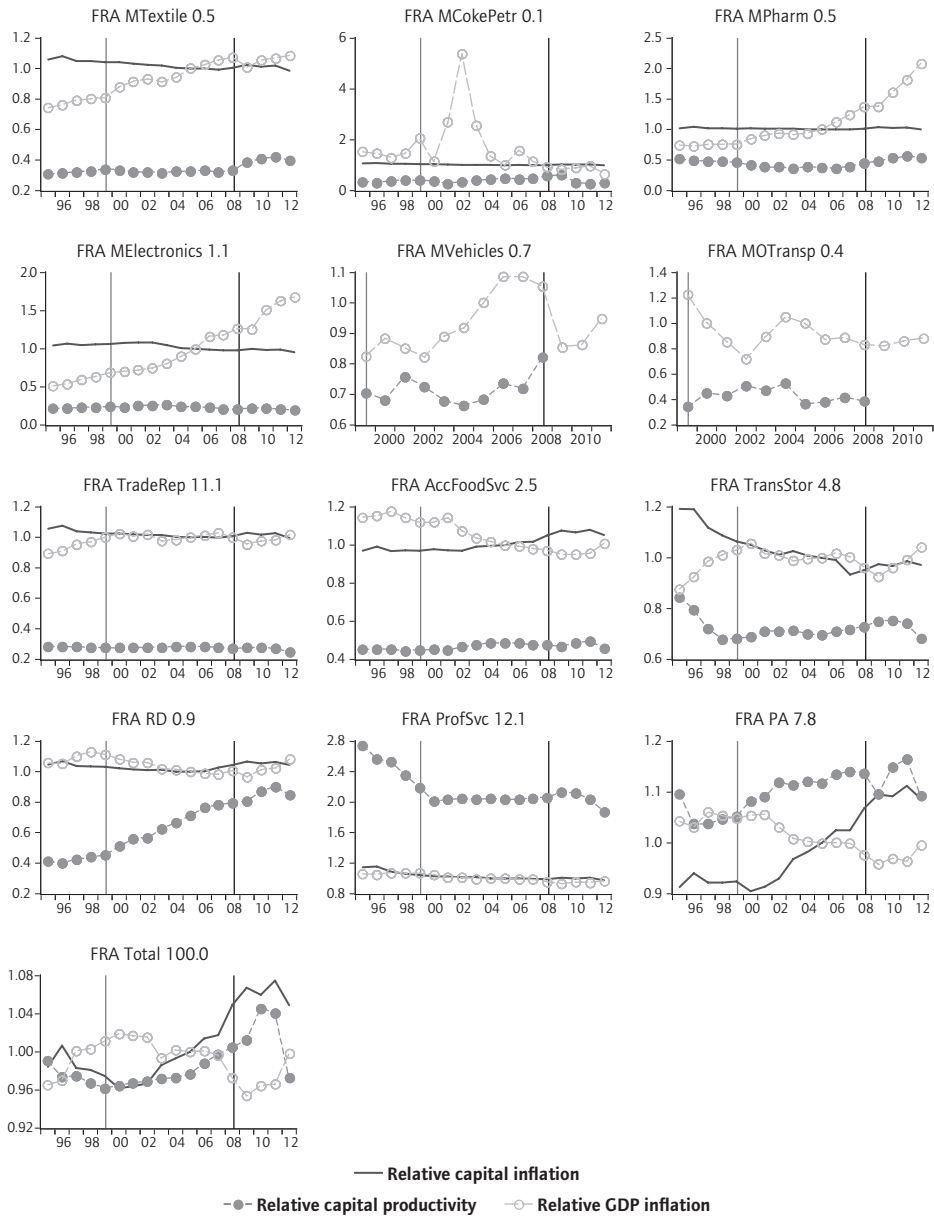 FRA MTextile 0.5 FRA MCokePetr 0.1 FRA MPharm 0.5
1.2 6 2.5
1.0 2.0
0.8 4 1.5
0.6 1.0
0.4 2 0.5
0.2 0 0.0
96 98 00 02 04 06 08 10 12 96 98 00 02 04 06 08 10 12 96 98 00 02 04 06 08 10 12
FRA MElectronics 1.1 FRA MVehicles 0.7 FRA MOTransp 0.4
2.0 1.1 1.4
1.5 1.0 1.2
1.0 0.9 1.0
0.5 0.8 0.8
0.0 0.7 0.6
0.6 0.4
0.2
96 98 00 02 04 06 08 10 12 2000 2002 2004 2006 2008 2010 2000 2002 2004 2006 2008 2010
FRA TradeRep 11.1 FRA AccFoodSvc 2.5 FRA TransStor 4.8
1.2 1.2 1.2
1.0 1.0 1.0
0.8 0.8 0.8
0.6 0.6 0.6
0.4 0.4
0.2
96 98 00 02 04 06 08 10 12 96 98 00 02 04 06 08 10 12 96 98 00 02 04 06 08 10 12
FRA RD 0.9 FRA ProfSvc 12.1 FRA PA 7.8
1.2 2.8 1.2
1.0 2.4 1.1
0.8 2.0 1.0
0.6 1.6 0.9
0.4 1.2
0.2 0.8
96 98 00 02 04 06 08 10 12 96 98 00 02 04 06 08 10 12 96 98 00 02 04 06 08 10 12
FRA Total 100.0
1.08
1.04
1.00
0.96
0.92
96 98 00 02 04 06 08 10 12
Relative capital inflation
Relative capital productivity Relative GDP inflation